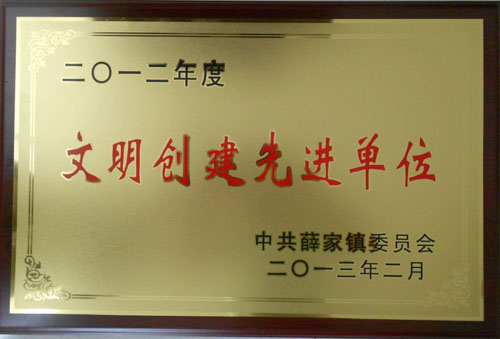 二〇一二年度
文明创建先进单位
中共薛家镇委员会
二〇一三年二月